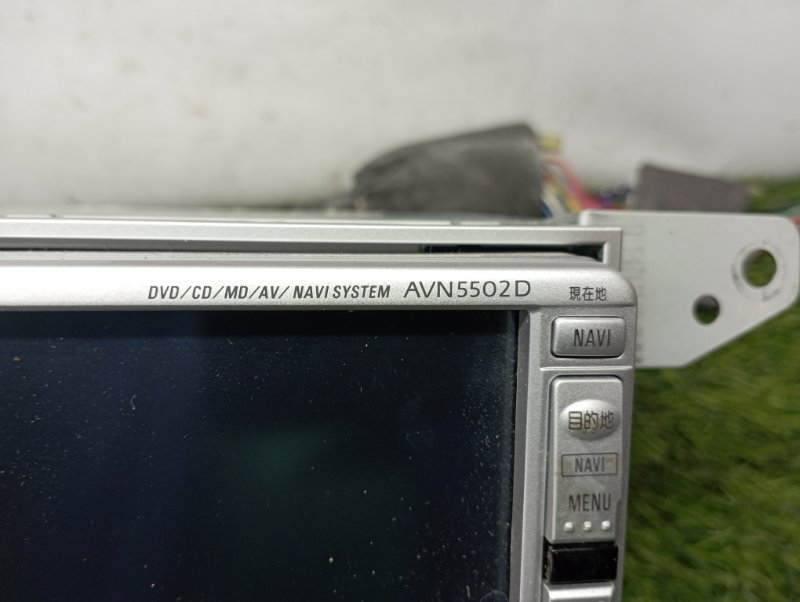 DVD/CD/MD/AV/NAVI SYSTEM AVN5502D
現在地
NAVI
目的地
NAVI
MENU